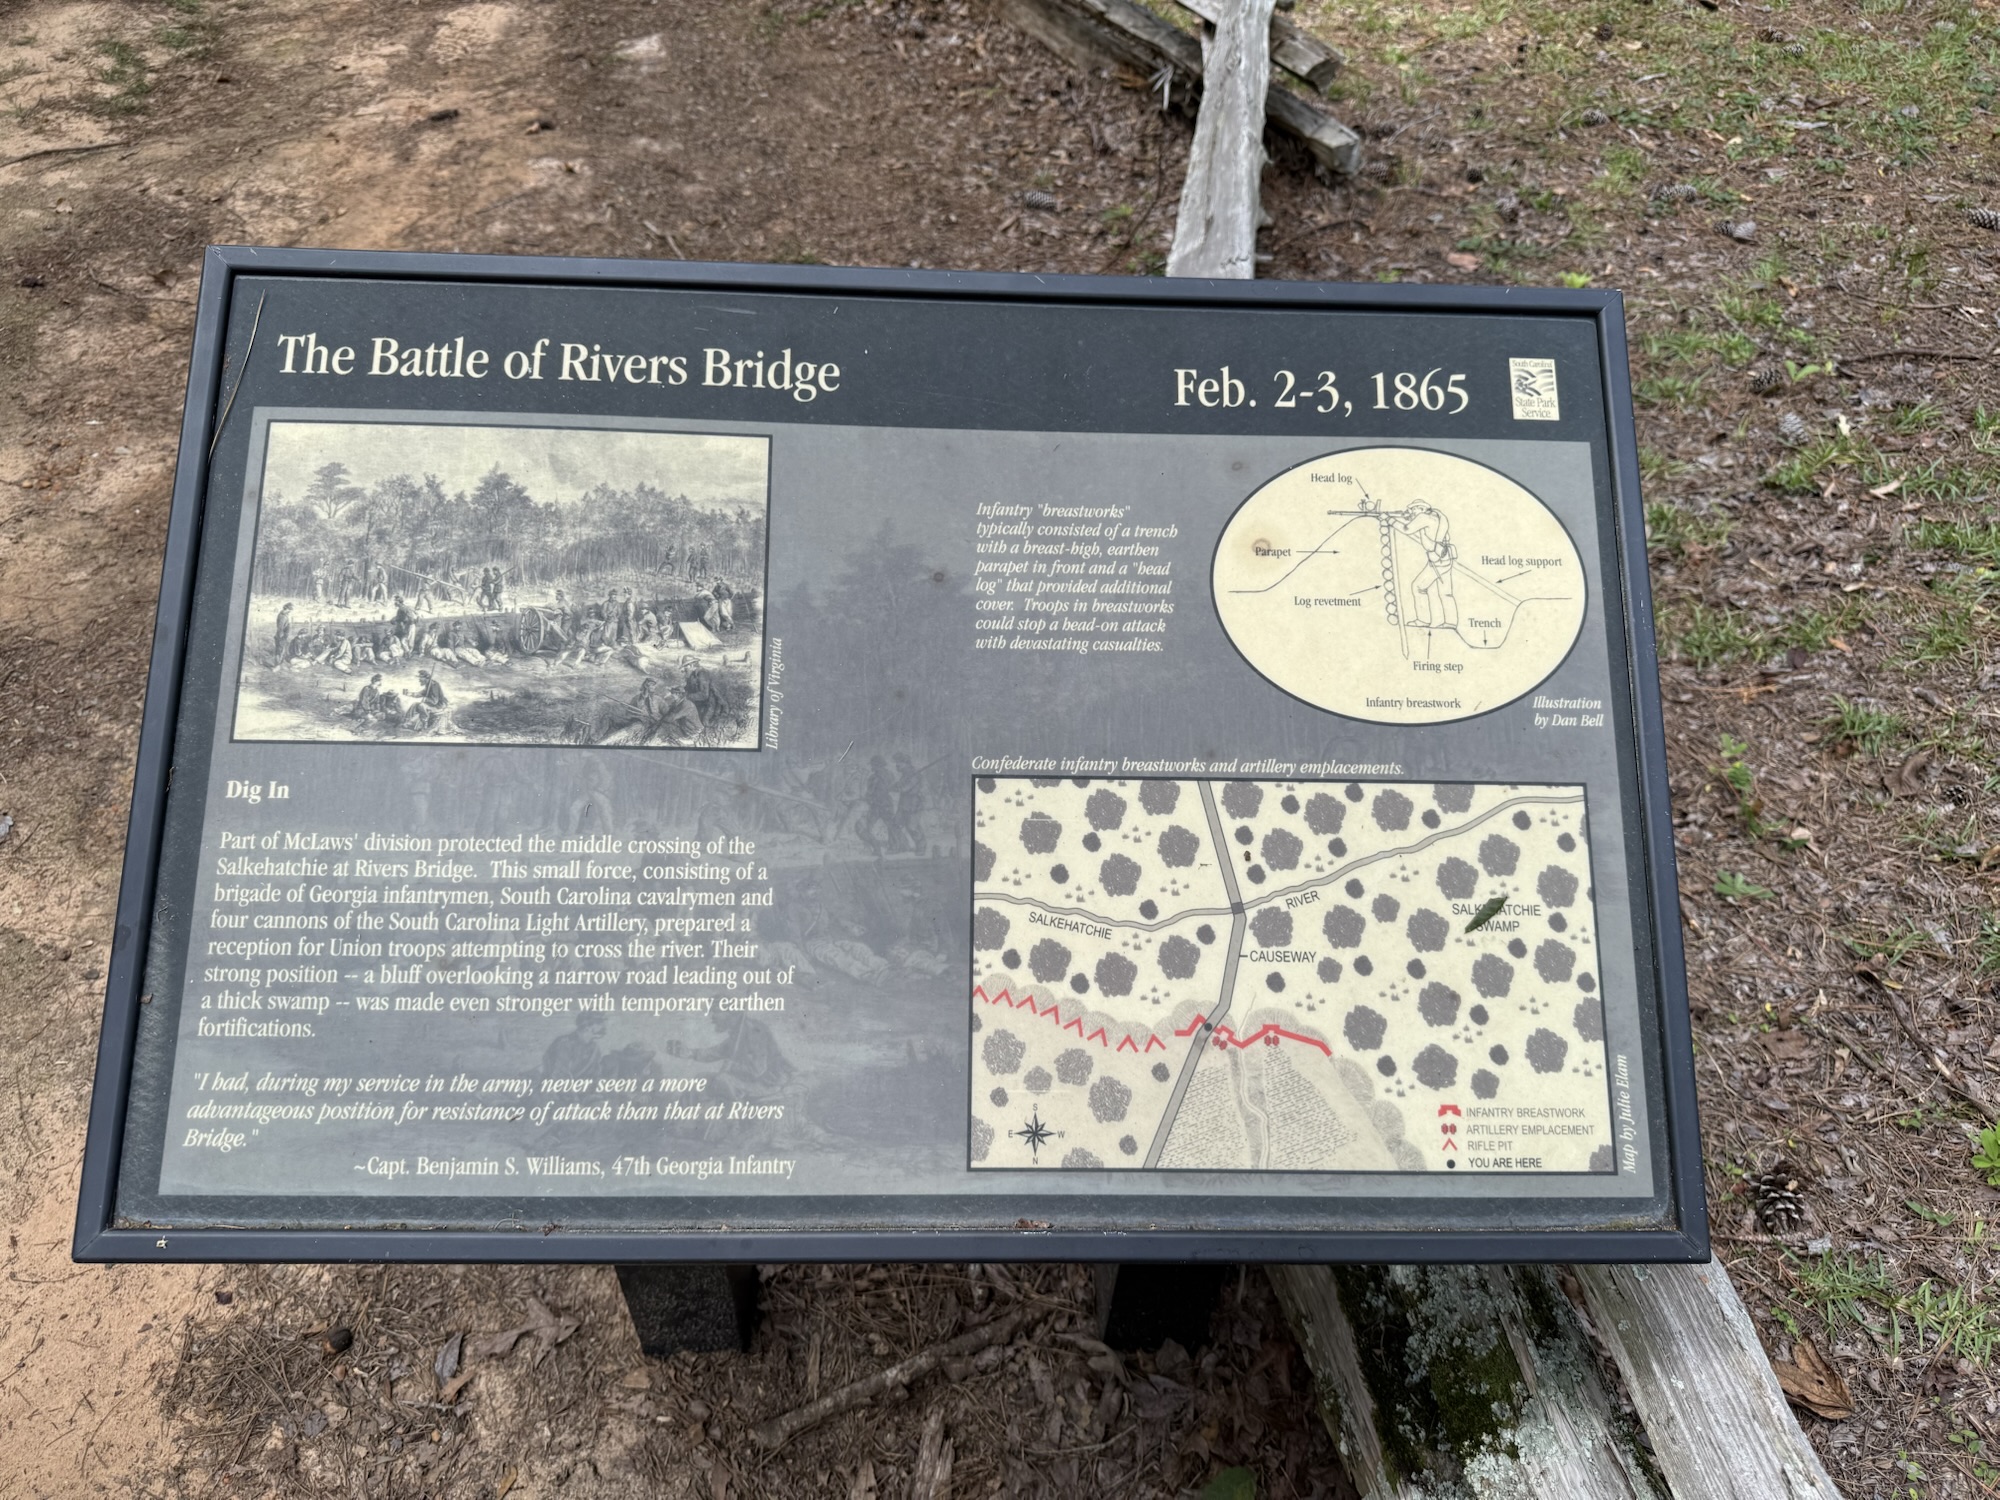 The Battle of Rivers Bridge
Feb. 2-3, 1865
South Carolina
State Park
Service
Library of Virginia
Dig In
Part of McLaws' division protected the middle crossing of the
Salkehatchie at Rivers Bridge. This small force, consisting of a
brigade of Georgia infantrymen, South Carolina cavalrymen and
four cannons of the South Carolina Light Artillery, prepared a
reception for Union troops attempting to cross the river. Their
strong position -- a bluff overlooking a narrow road leading out of
a thick swamp -- was made even stronger with temporary earthen
fortifications.
"I had, during my service in the army, never seen a more
advantageous position for resistance of attack than that at Rivers
Bridge."
~Capt. Benjamin S. Williams, 47th Georgia Infantry
Infantry "breastworks"
typically consisted of a trench
with a breast-high, earthen
parapet in front and a "head
log" that provided additional
cover. Troops in breastworks
could stop a head-on attack
with devastating casualties.
Head log
Parapet
Head log support
Log revetment
Trench
Firing step
Infantry breastwork
Illustration
by Dan Bell
Confederate infantry breastworks and artillery emplacements.
SALKEHATCHIE
RIVER
SALKEHATCHIE
SWAMP
CAUSEWAY
S
E
W
N
INFANTRY BREASTWORK
ARTILLERY EMPLACEMENT
RIFLE PIT
YOU ARE HERE
Map by Julie Elam